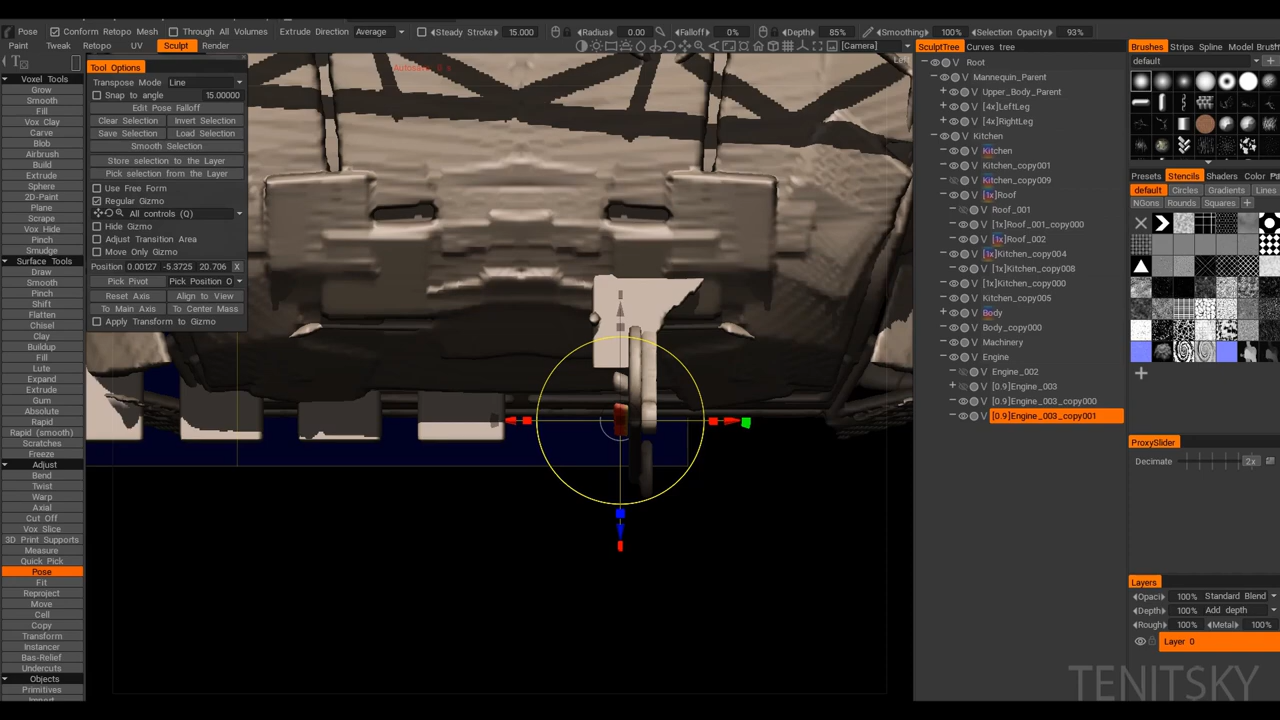 Pose Conform Retopo Mesh Through All Volumes Extrude Direction Average Steady Stroke 15.000 Radius 0.00 Falloff 0% Depth 85% Smoothing 100% Selection Opacity 93%
Paint Tweak Retopo UV Sculpt Render [Camera]
SculptTree Curves tree
Brushes Strips Spline Model
default
Voxel Tools
Grow
Smooth
Fill
Vox Clay
Carve
Blob
Airbrush
Build
Extrude
Sphere
2D-Paint
Plane
Scrape
Vox Hide
Pinch
Smudge
Surface Tools
Draw
Smooth
Pinch
Shift
Flatten
Chisel
Clay
Buildup
Fill
Lute
Expand
Extrude
Gum
Absolute
Rapid
Rapid (smooth)
Scratches
Freeze
Adjust
Bend
Twist
Warp
Axial
Cut Off
Vox Slice
3D Print Supports
Measure
Quick Pick
Pose
Fit
Reproject
Move
Cell
Copy
Transform
Instancer
Bas-Relief
Undercuts
Objects
Primitives
Import
Tool Options
Transpose Mode Line
Snap to angle 15.00000
Edit Pose Falloff
Clear Selection Invert Selection
Save Selection Load Selection
Smooth Selection
Store selection to the Layer
Pick selection from the Layer
Use Free Form
Regular Gizmo
All controls (Q)
Hide Gizmo
Adjust Transition Area
Move Only Gizmo
Position 0.00127 -5.3725 20.706 X
Pick Pivot Pick Position O
Reset Axis Align to View
To Main Axis To Center Mass
Apply Transform to Gizmo
Left
V Root
V Mannequin_Parent
V Upper_Body_Parent
V [4x]LeftLeg
V [4x]RightLeg
V Kitchen
V Kitchen
V Kitchen_copy001
V Kitchen_copy009
V [1x]Roof
V Roof_001
V [1x]Roof_001_copy000
V [1x]Roof_002
V [1x]Kitchen_copy004
V [1x]Kitchen_copy008
V [1x]Kitchen_copy000
V Kitchen_copy005
V Body
V Body_copy000
V Machinery
V Engine
V Engine_002
V [0.9]Engine_003
V [0.9]Engine_003_copy000
V [0.9]Engine_003_copy001
Presets Stencils Shaders Color
default Circles Gradients Lines
NGons Rounds Squares
ProxySlider
Decimate 2x
Layers
Opaci 100% Standard Blend
Depth 100% Add depth
Rough 100% Metal 100%
Layer 0
TENITSKY